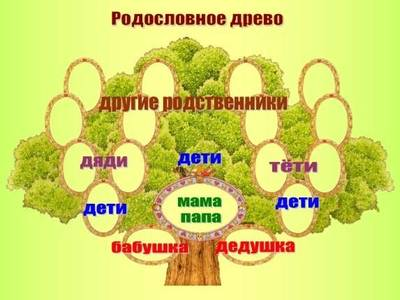 Родословное древо
другие родственники
дети
дяди
тёти
дети
мама
папа
дети
бабушка
дедушка